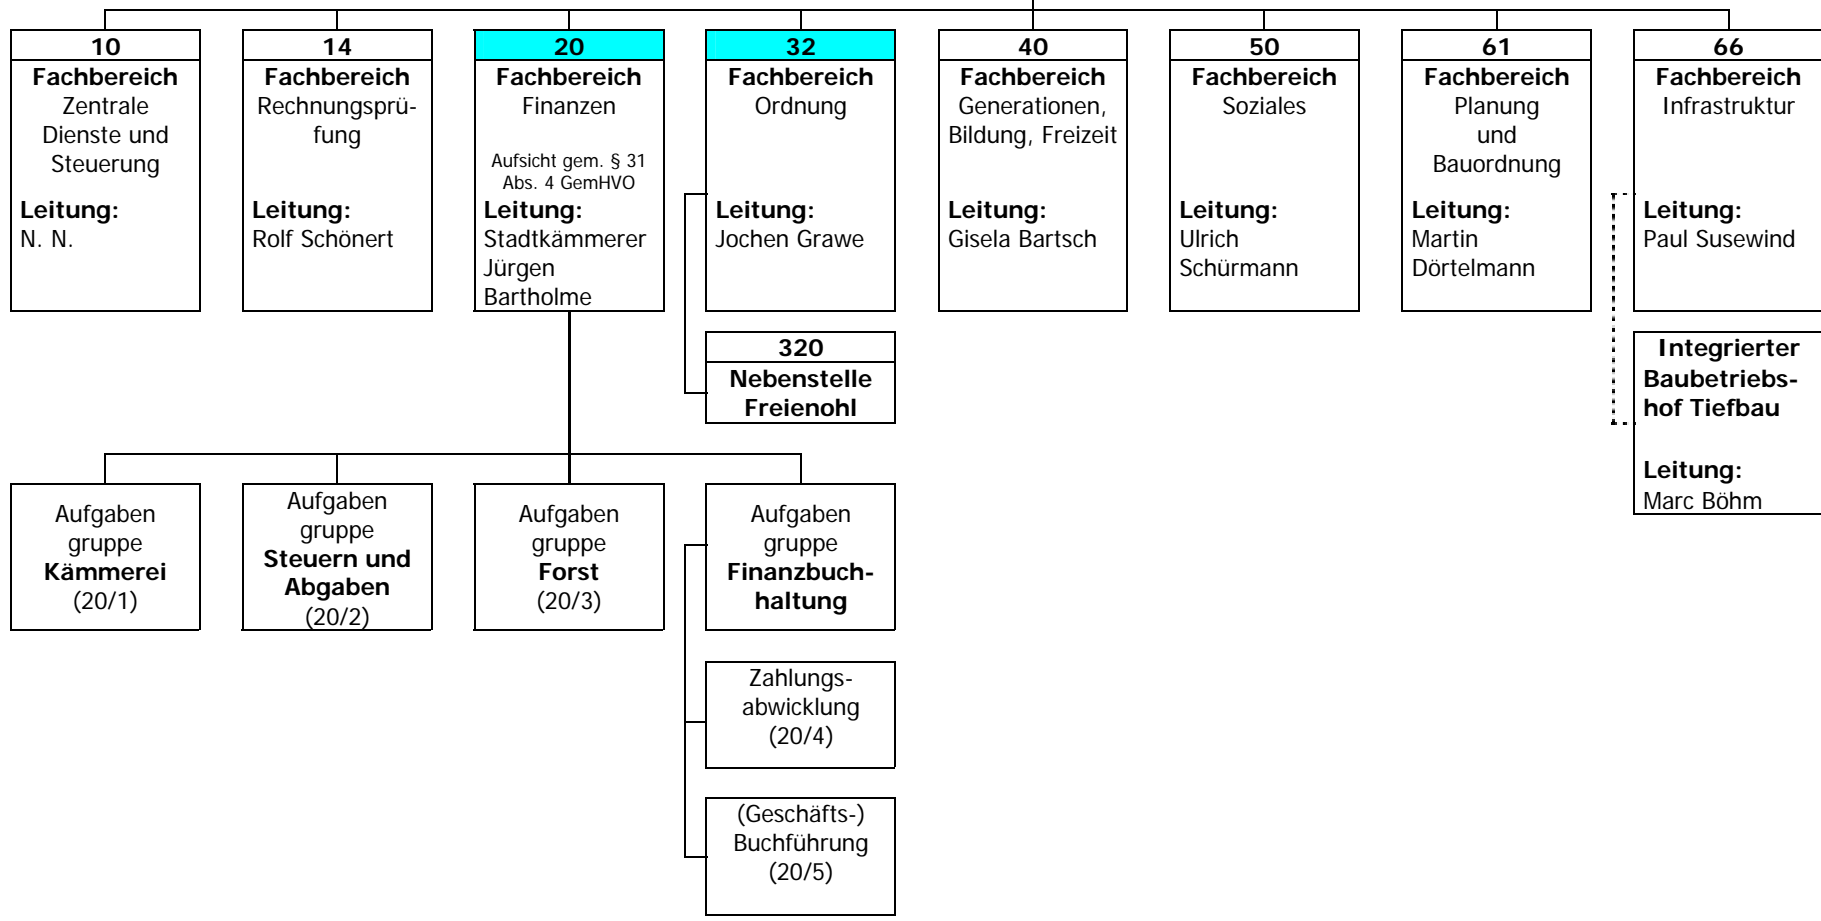 10
Fachbereich
Zentrale
Dienste und
Steuerung
Leitung:
N. N.
14
Fachbereich
Rechnungsprü-
fung
Leitung:
Rolf Schönert
20
Fachbereich
Finanzen
Aufsicht gem. § 31
Abs. 4 GemHVO
Leitung:
Stadtkämmerer
Jürgen
Bartholme
32
Fachbereich
Ordnung
Leitung:
Jochen Grawe
40
Fachbereich
Generationen,
Bildung, Freizeit
Leitung:
Gisela Bartsch
50
Fachbereich
Soziales
Leitung:
Ulrich
Schürmann
61
Fachbereich
Planung
und
Bauordnung
Leitung:
Martin
Dörtelmann
66
Fachbereich
Infrastruktur
Leitung:
Paul Susewind
320
Nebenstelle
Freienohl
Integrierter
Baubetriebs-
hof Tiefbau
Leitung:
Marc Böhm
Aufgaben
gruppe
Kämmerei
(20/1)
Aufgaben
gruppe
Steuern und
Abgaben
(20/2)
Aufgaben
gruppe
Forst
(20/3)
Aufgaben
gruppe
Finanzbuch-
haltung
Zahlungs-
abwicklung
(20/4)
(Geschäfts-)
Buchführung
(20/5)